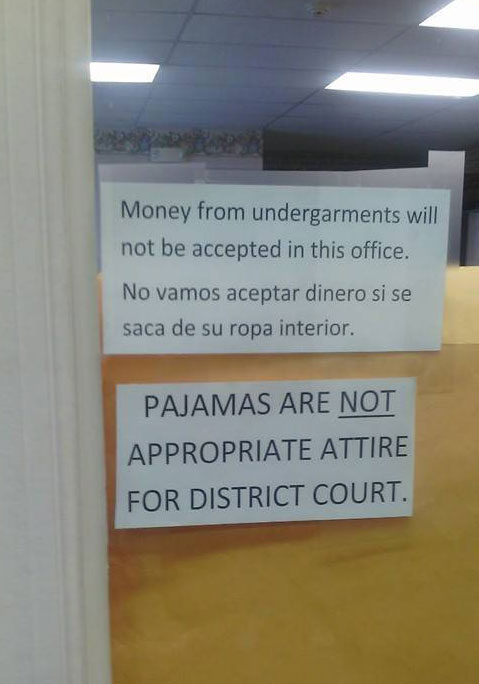 Money from undergarments will
not be accepted in this office.
No vamos aceptar dinero si se
saca de su ropa interior.
PAJAMAS ARE NOT
APPROPRIATE ATTIRE
FOR DISTRICT COURT.